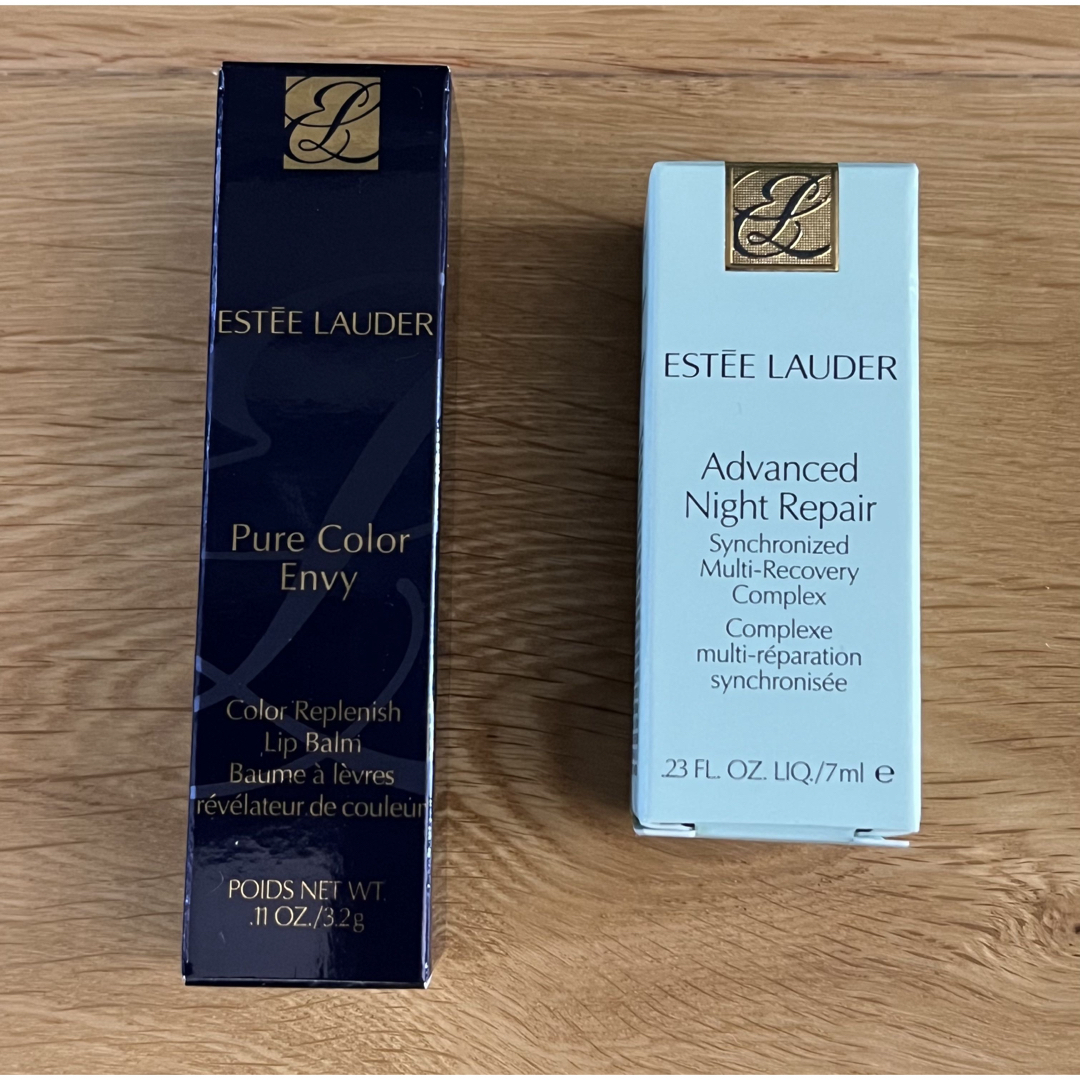 EL
ESTĒE LAUDER
Pure Color
Envy
Color Replenish
Lip Balm
Baume à lèvres
révélateur de couleur
POIDS NET WT.
.11 OZ./3.2g
EL
ESTĒE LAUDER
Advanced
Night Repair
Synchronized
Multi-Recovery
Complex
Complexe
multi-réparation
synchronisée
.23 FL. OZ. LIQ./7ml ℮